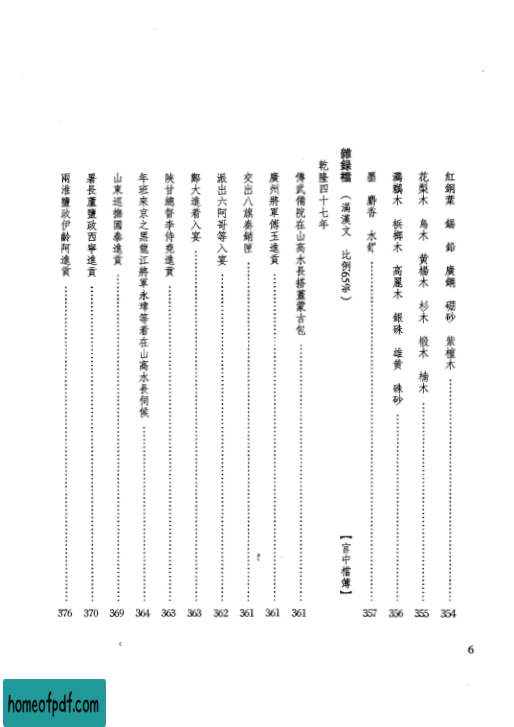 紅銅葉 錫 鉛 廣鋼 硼砂 紫檀木 354
花梨木 烏木 黃楊木 杉木 椴木 楠木 355
鸂鶒木 梹榔木 高麗木 銀硃 雄黃 硃砂 356
墨 麝香 水釸 357
雜録檔(滿漢文 比例65%)【宮中檔簿】
乾隆四十七年
傳武備院在山高水長搭蓋蒙古包 361
廣州將軍傅玉進貢 361
交出八旗奏銷匣 361
派出六阿哥等入宴 362
鄭大進着入宴 363
陝甘總督李侍堯進貢 363
年班來京之黑龍江將軍永瑋等着在山高水長伺候 364
山東巡撫國泰進貢 369
署長蘆鹽政西寧進貢 370
兩淮鹽政伊齡阿進貢 376
6
homeofpdf.com